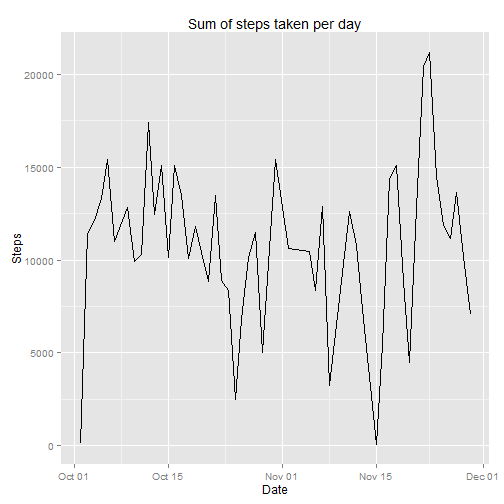 Sum of steps taken per day
20000
15000
10000
5000
0
Steps
Oct 01
Oct 15
Nov 01
Nov 15
Dec 01
Date